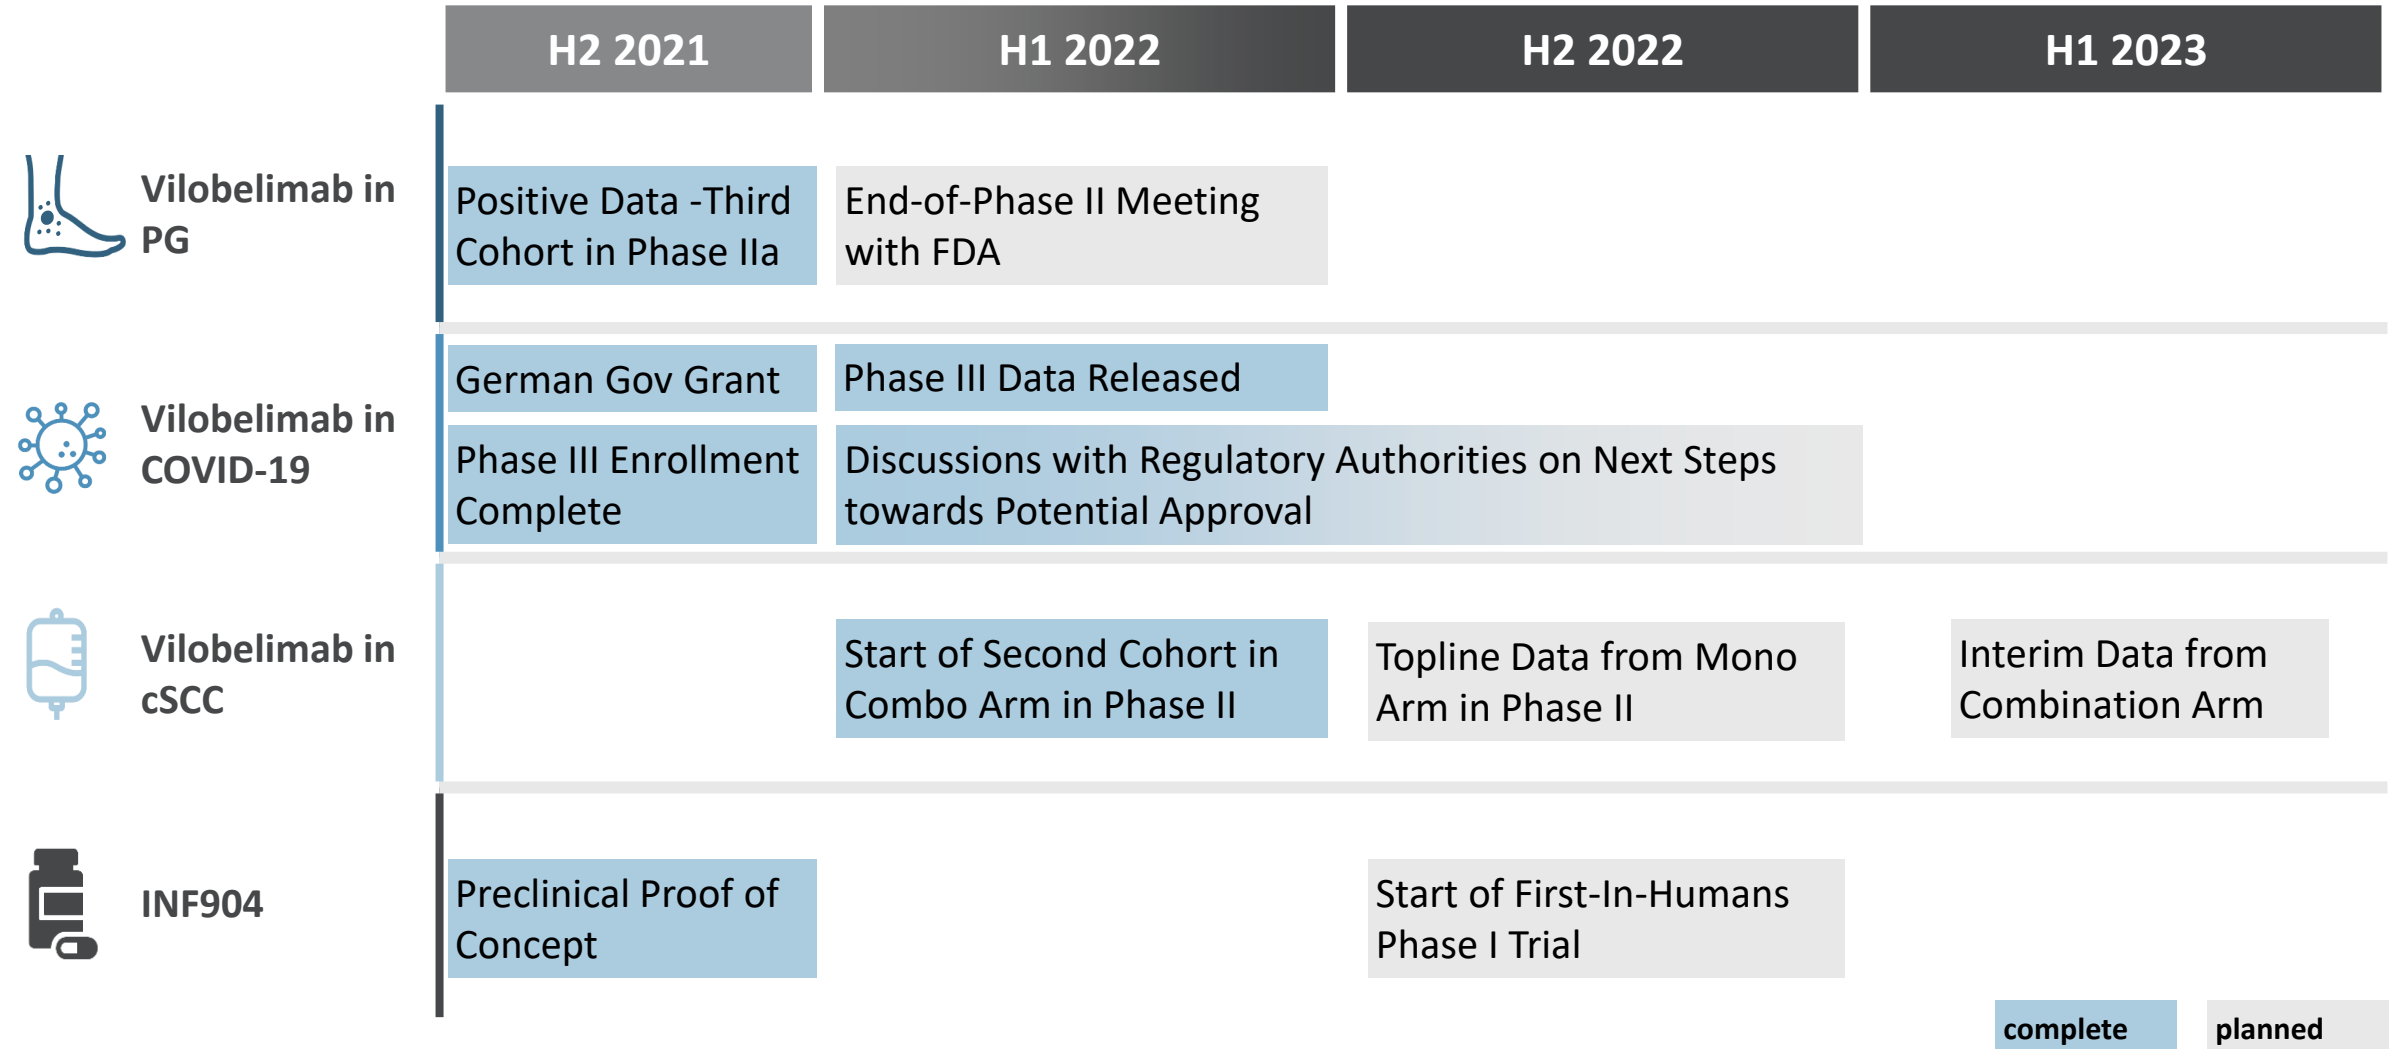 H2 2021
H1 2022
H2 2022
H1 2023
Vilobelimab in
PG
Positive Data -Third
Cohort in Phase IIa
End-of-Phase II Meeting
with FDA
Vilobelimab in
COVID-19
German Gov Grant
Phase III Data Released
Phase III Enrollment
Complete
Discussions with Regulatory Authorities on Next Steps
towards Potential Approval
Vilobelimab in
cSCC
Start of Second Cohort in
Combo Arm in Phase II
Topline Data from Mono
Arm in Phase II
Interim Data from
Combination Arm
INF904
Preclinical Proof of
Concept
Start of First-In-Humans
Phase I Trial
complete
planned